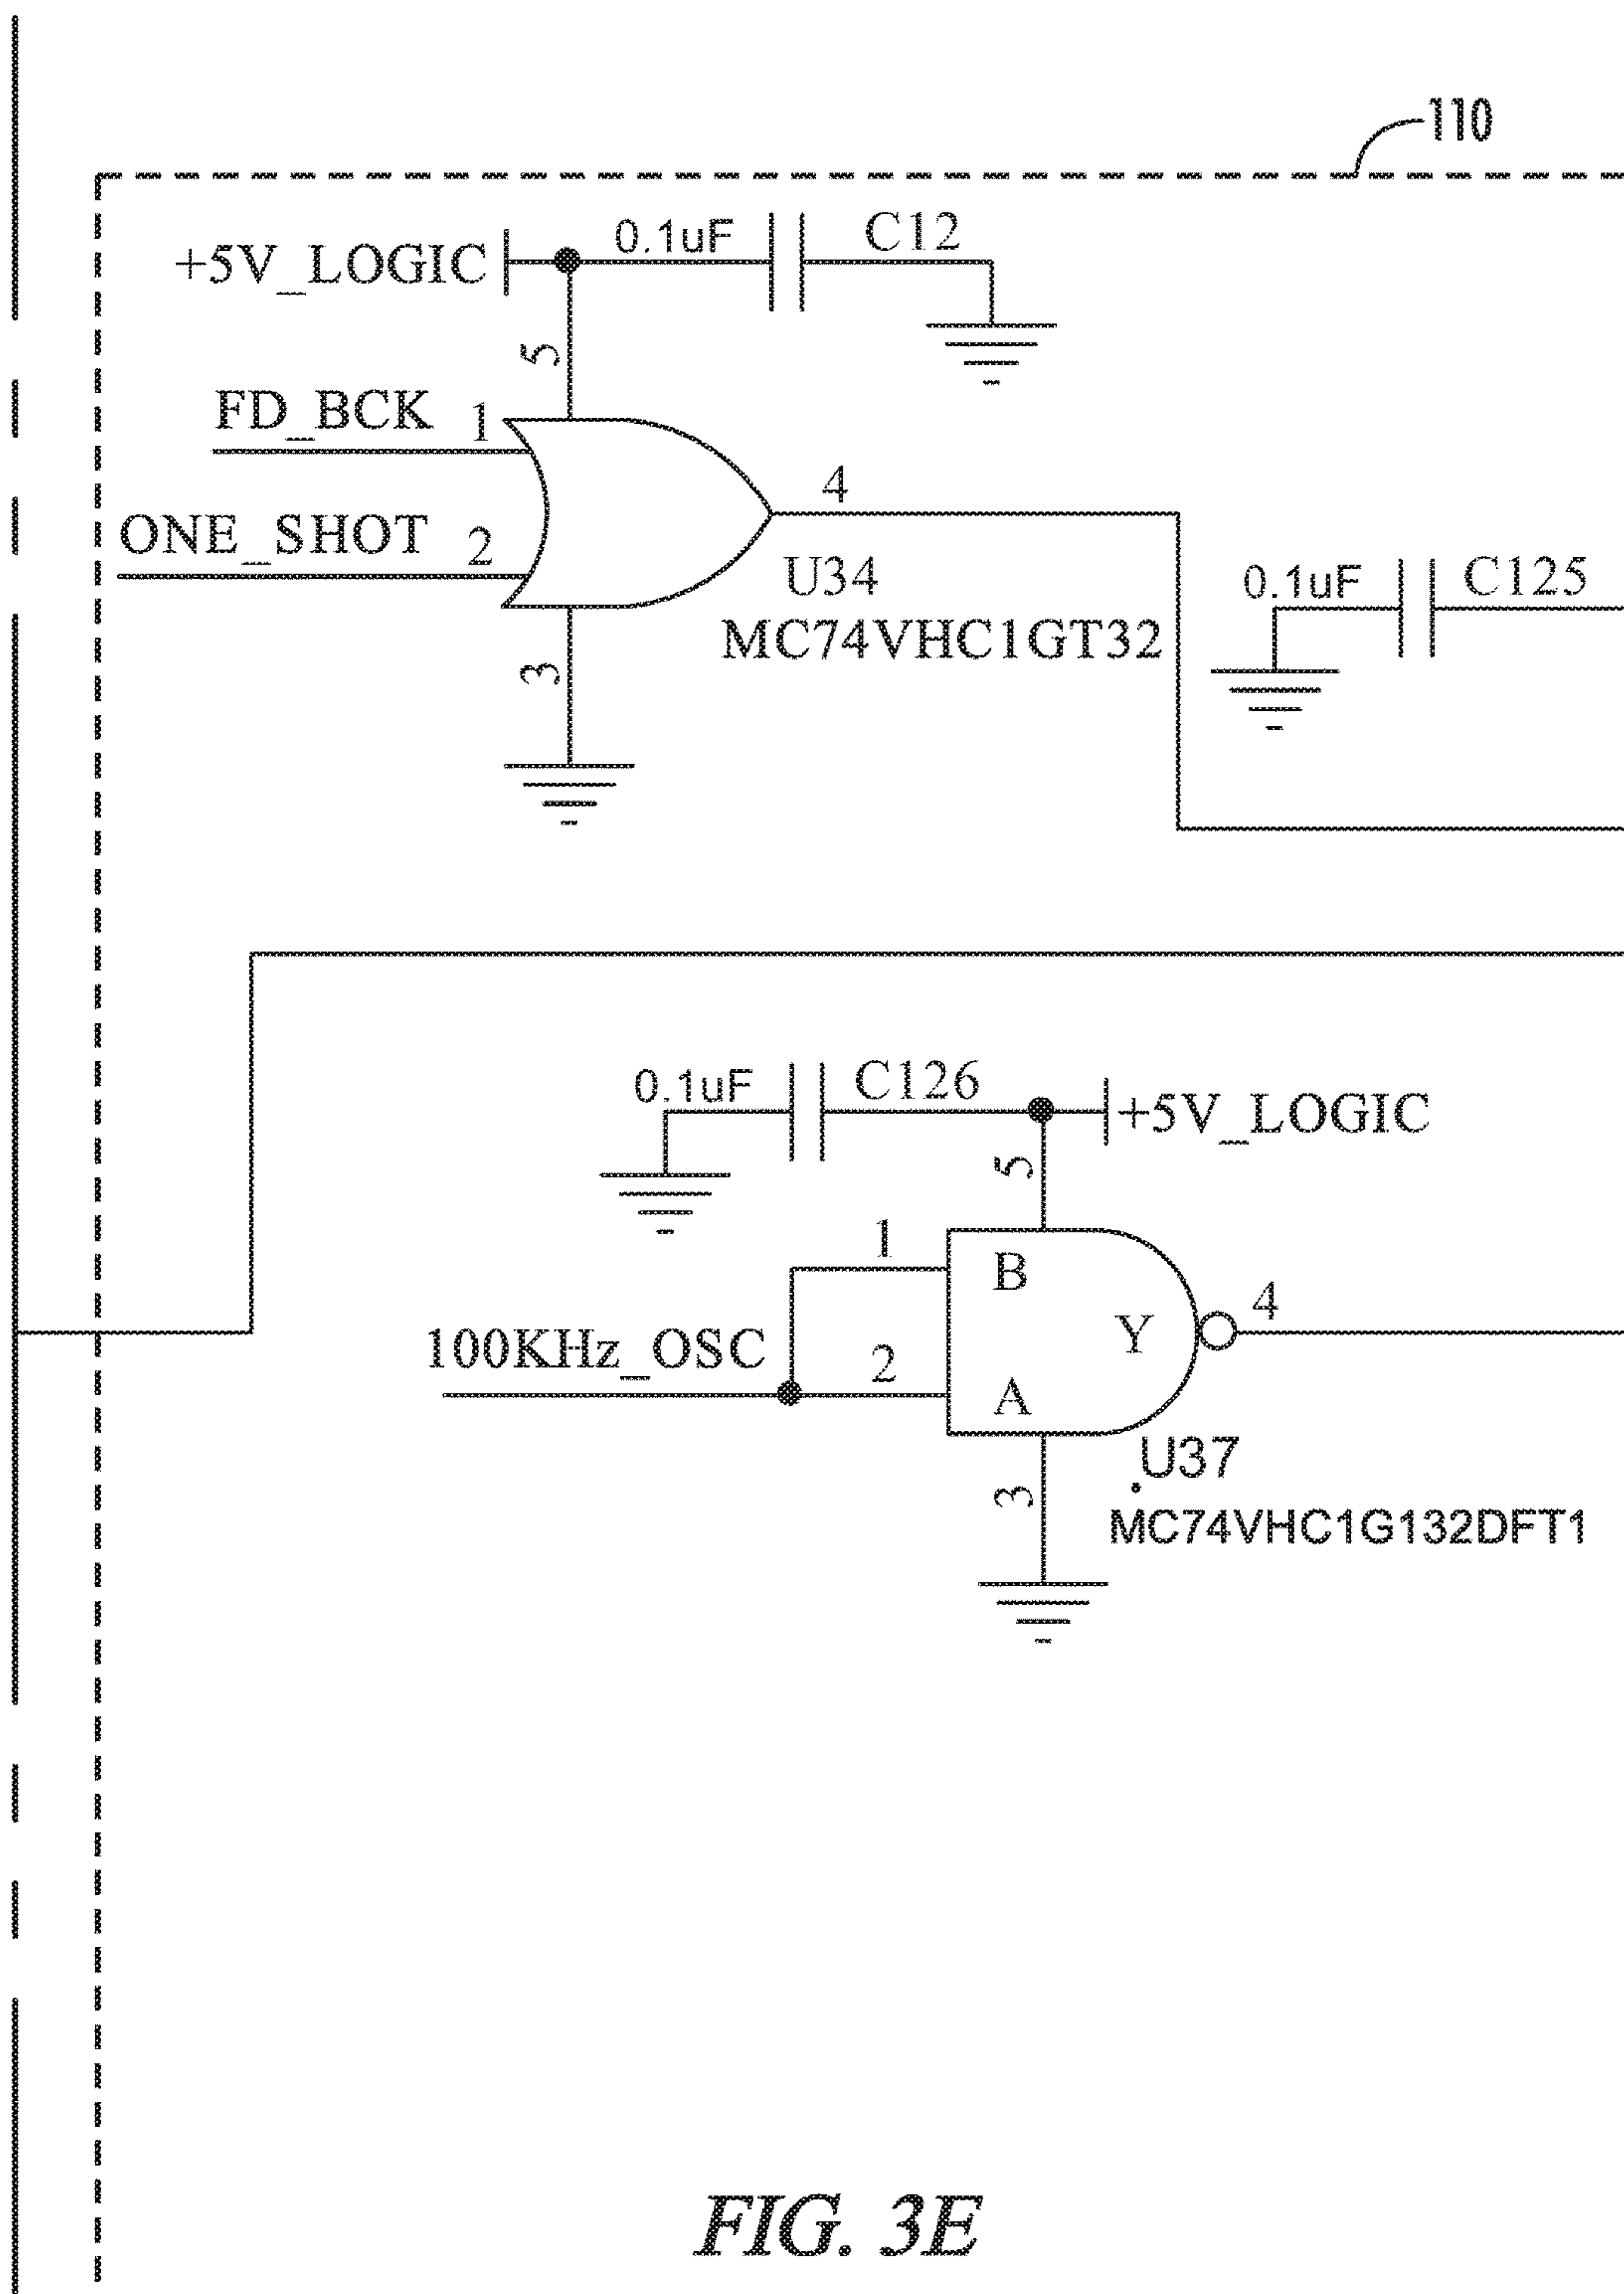 110
+5V_LOGIC
0.1uF
C12
5
FD_BCK
1
4
ONE_SHOT
2
U34
MC74VHC1GT32
0.1uF
C125
3
0.1uF
C126
+5V_LOGIC
5
1
B
100KHz_OSC
2
Y
4
A
U37
3
MC74VHC1G132DFT1
FIG. 3E